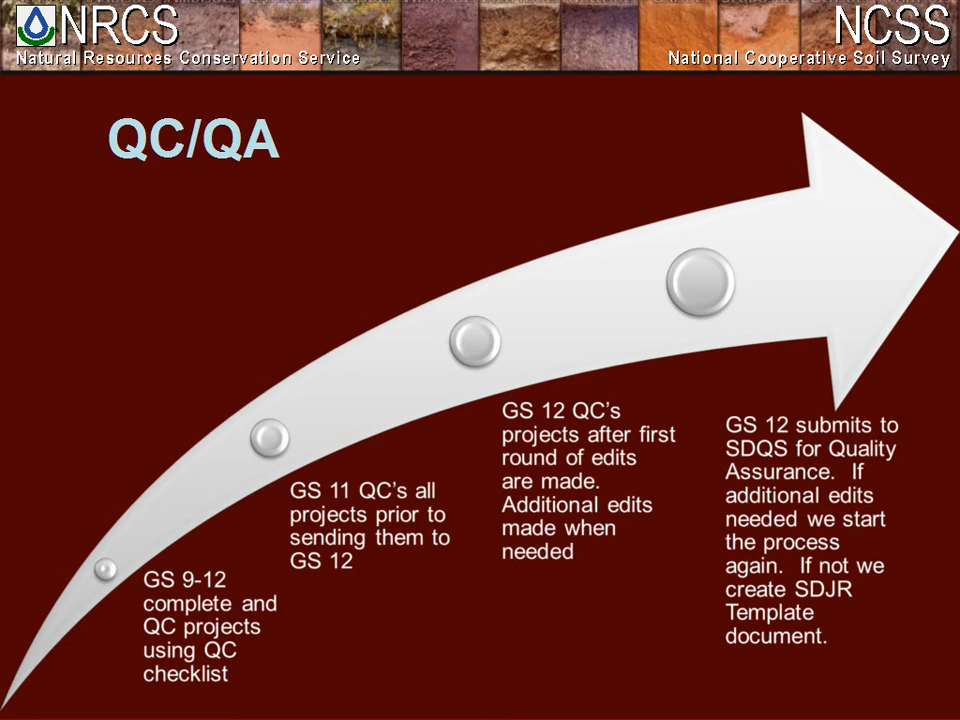 NRCS
Natural Resources Conservation Service
NCSS
National Cooperative Soil Survey
QC/QA
GS 9-12
complete and
QC projects
using QC
checklist
GS 11 QC's all
projects prior to
sending them to
GS 12
GS 12 QC's
projects after first
round of edits
are made.
Additional edits
made when
needed
GS 12 submits to
SDQS for Quality
Assurance.  If
additional edits
needed we start
the process
again.  If not we
create SDJR
Template
document.